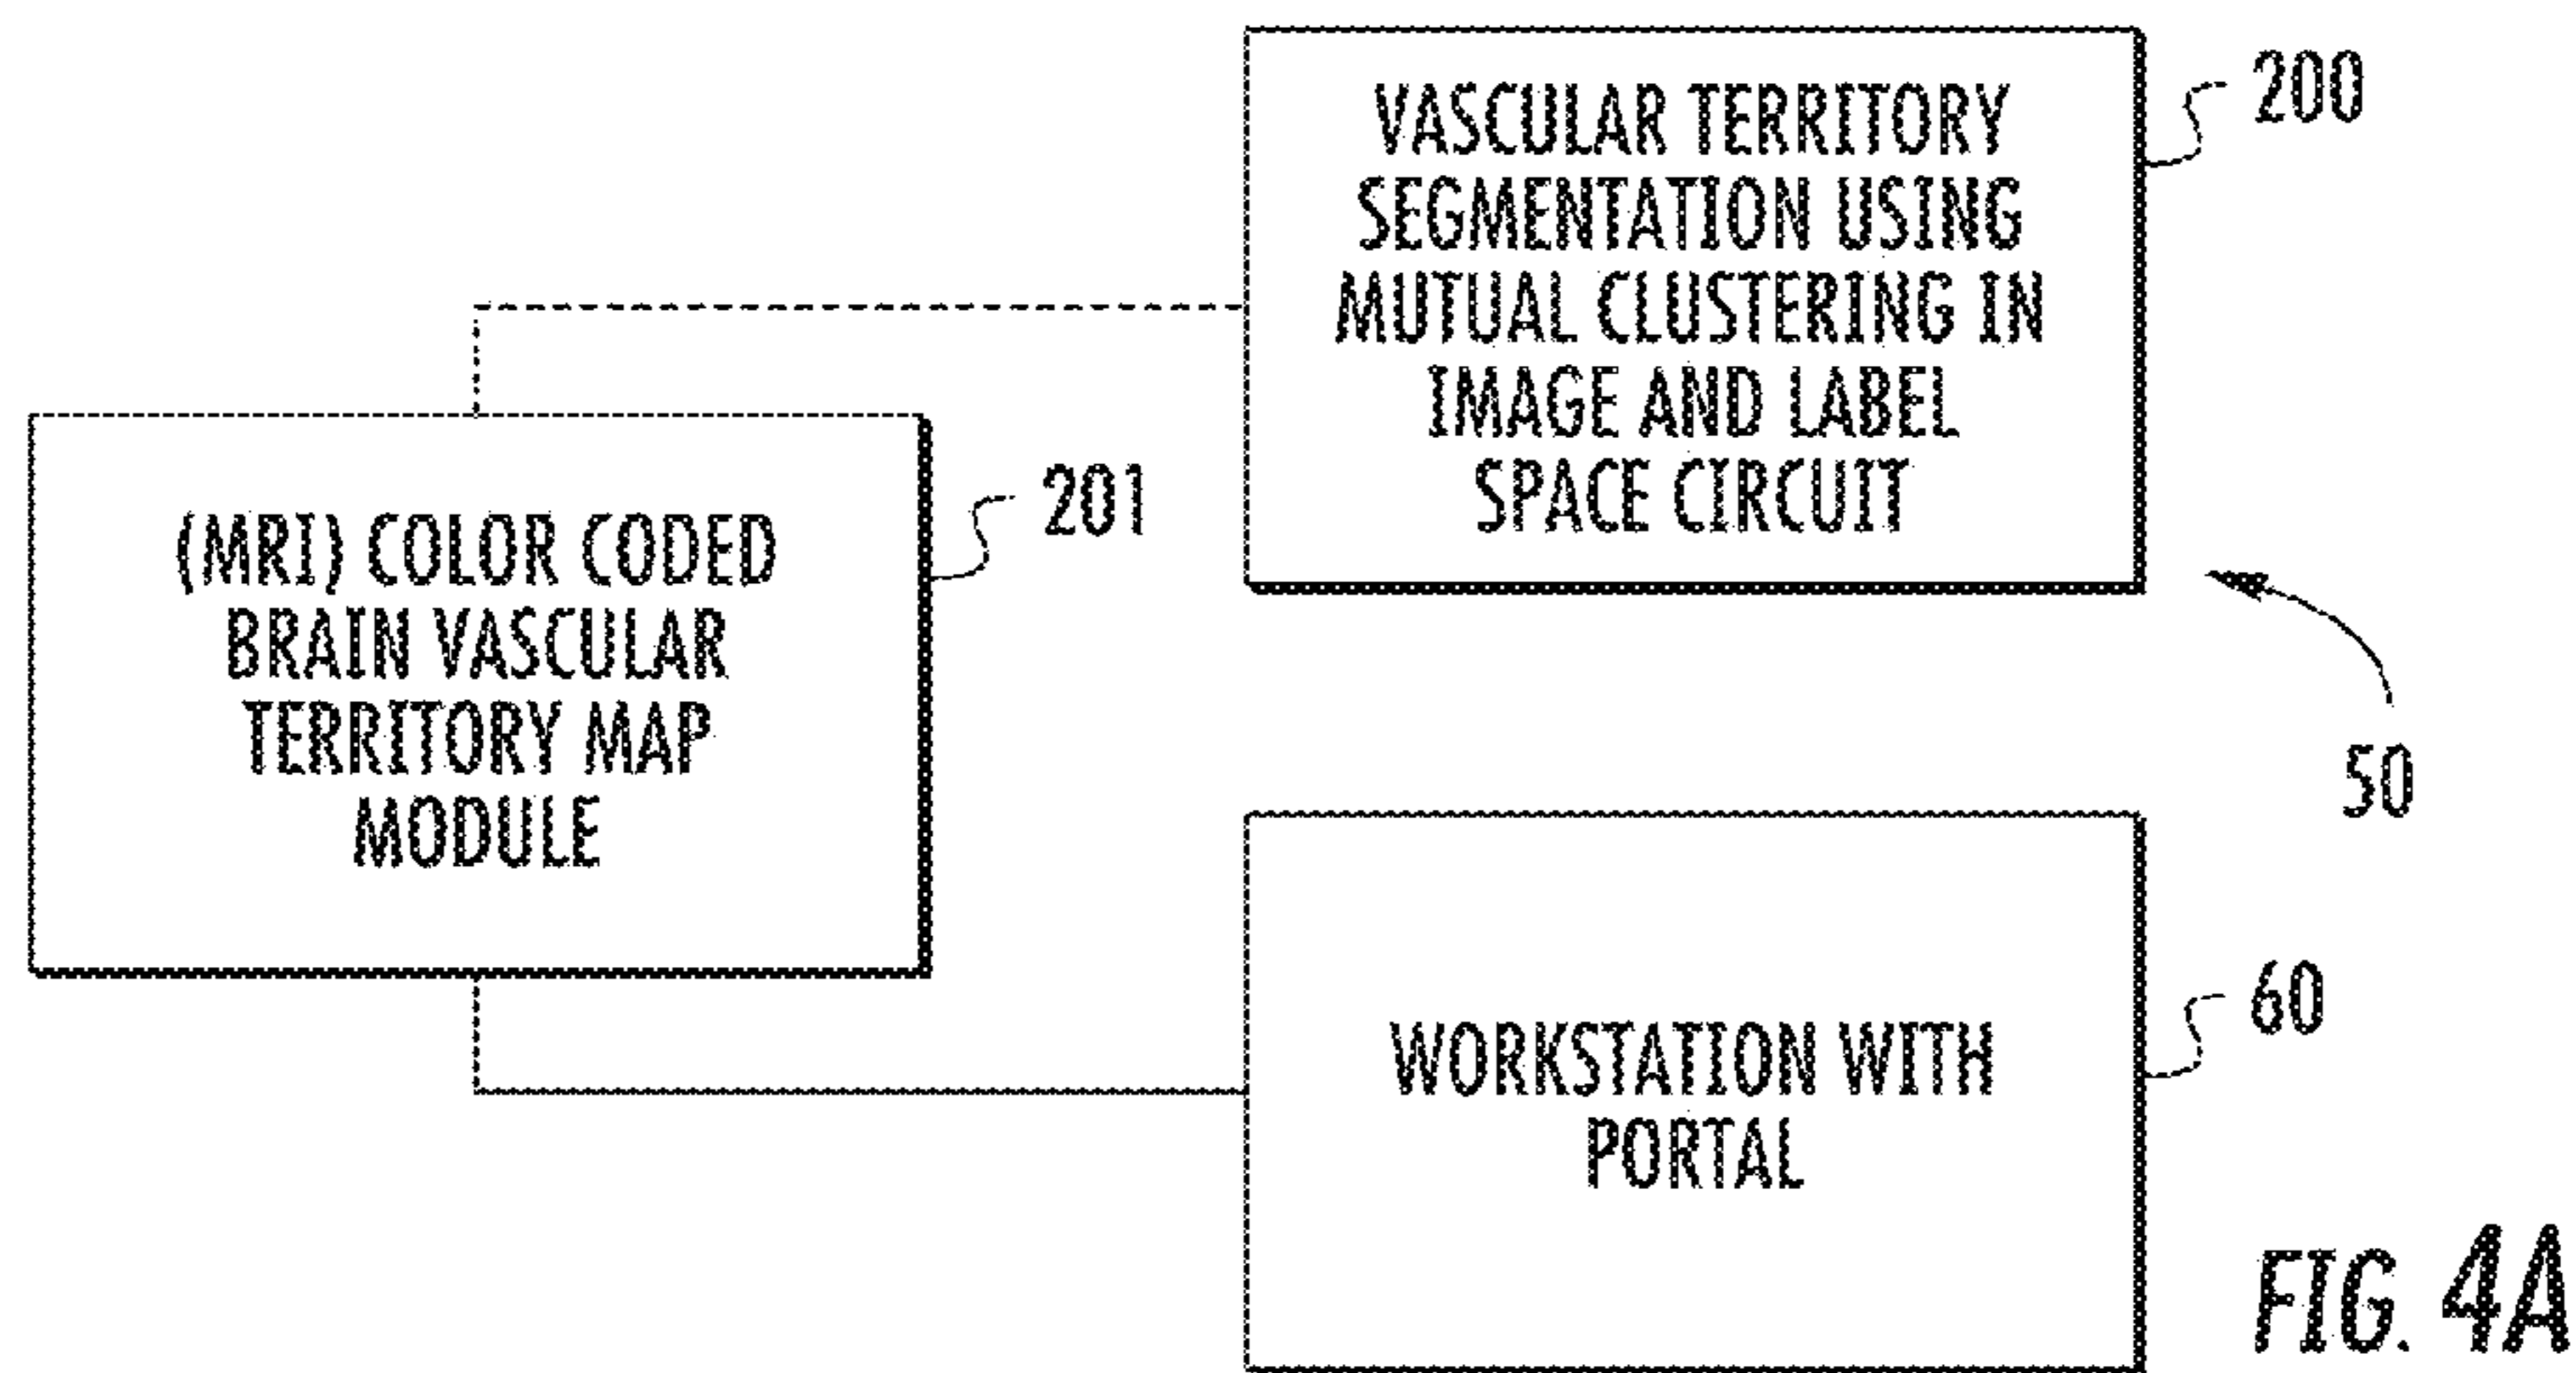 VASCULAR TERRITORY
SEGMENTATION USING
MUTUAL CLUSTERING IN
IMAGE AND LABEL
SPACE CIRCUIT
200
(MRI) COLOR CODED
BRAIN VASCULAR
TERRITORY MAP
MODULE
201
50
WORKSTATION WITH
PORTAL
60
FIG. 4A